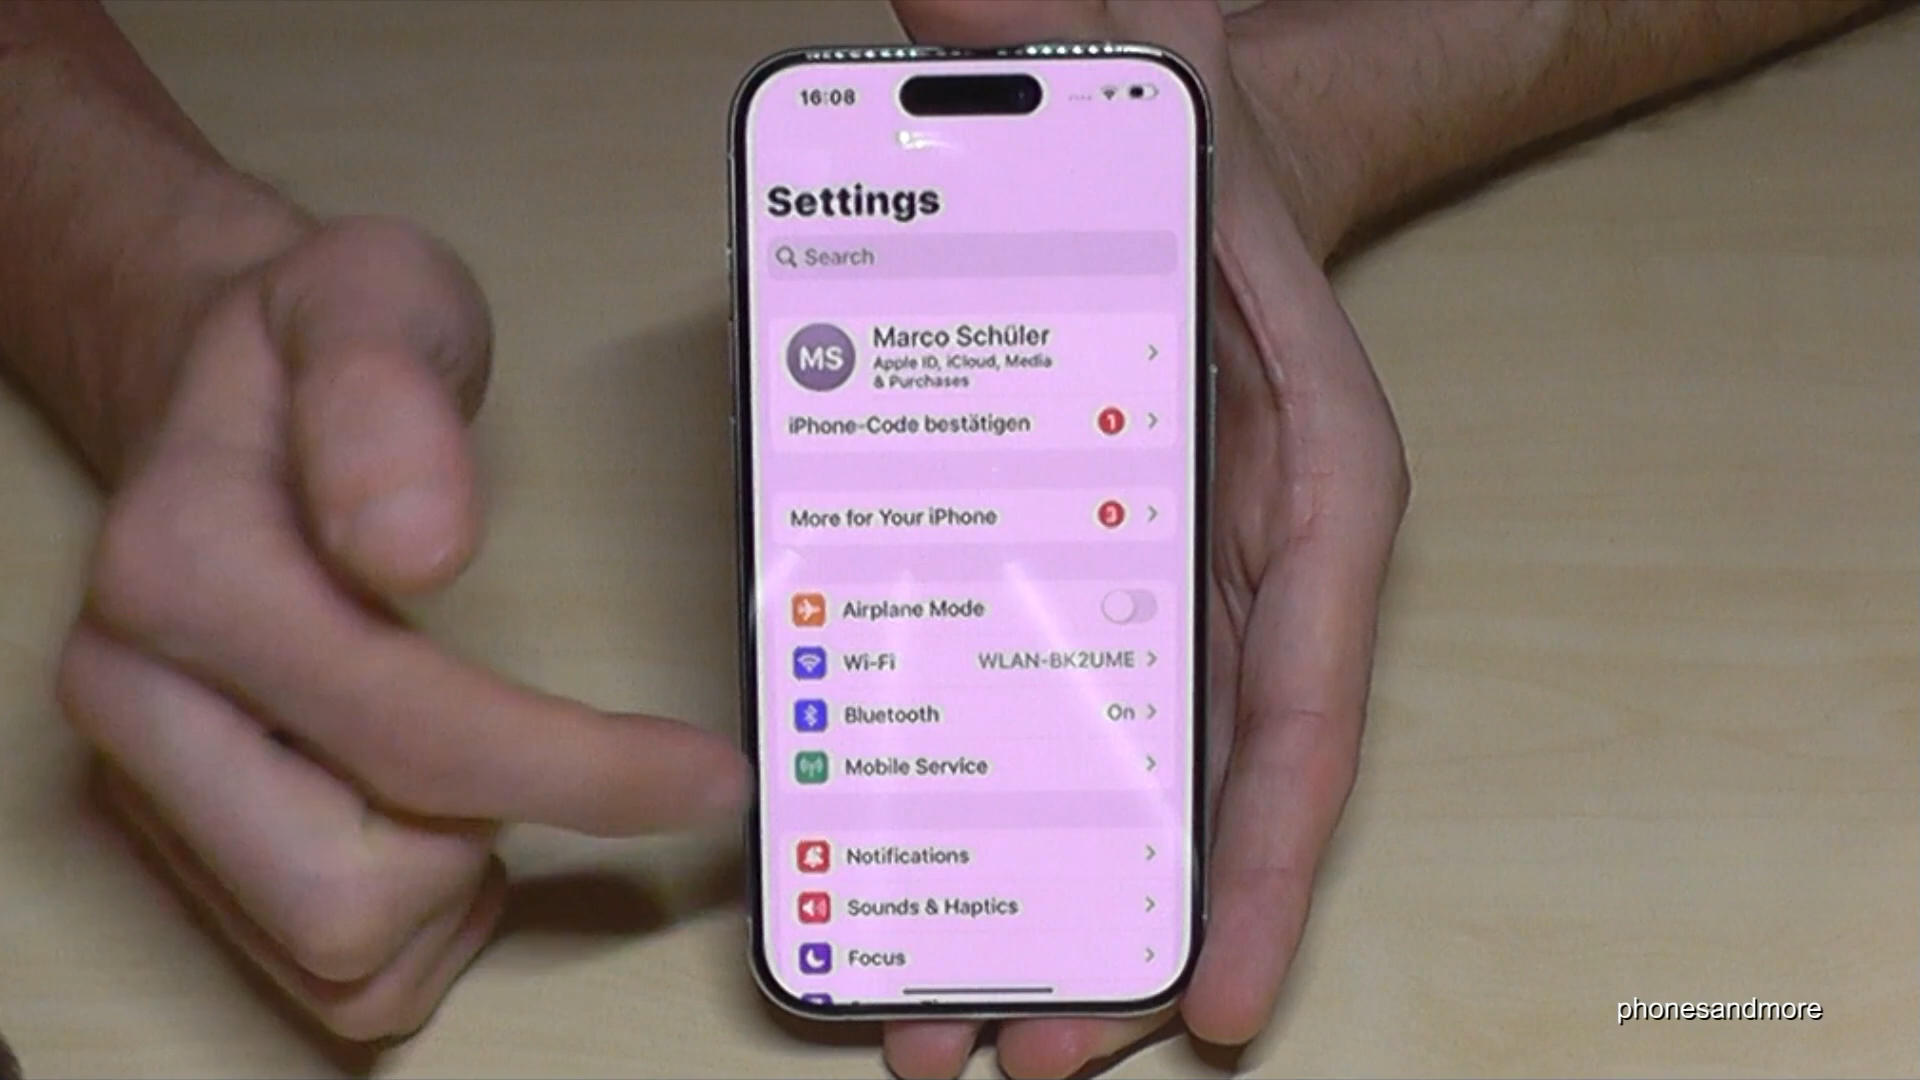 16:08
Settings
Search
MS
Marco Schüler
Apple ID, iCloud, Media
& Purchases
iPhone-Code bestätigen
1
More for Your iPhone
3
Airplane Mode
Wi-Fi
WLAN-BK2UME
Bluetooth
On
Mobile Service
Notifications
Sounds & Haptics
Focus
phonesandmore